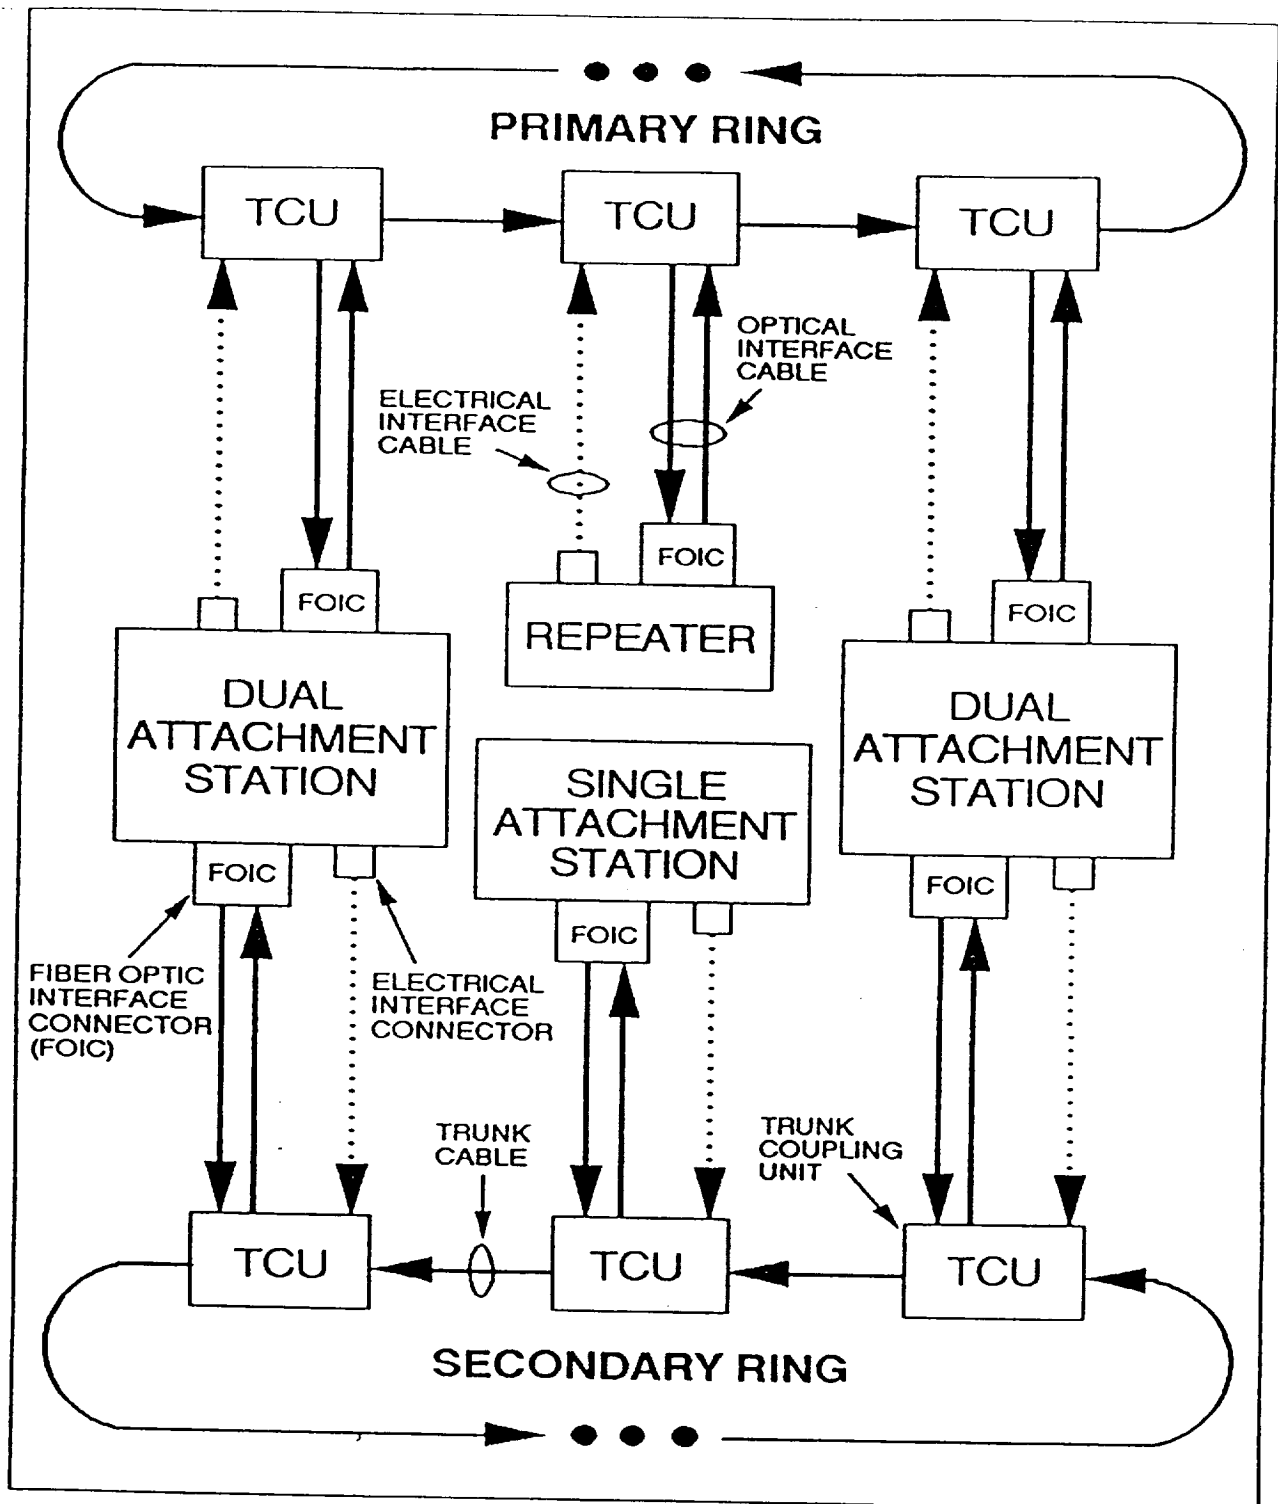 PRIMARY RING
TCU
TCU
TCU
OPTICAL
INTERFACE
CABLE
ELECTRICAL
INTERFACE
CABLE
FOIC
FOIC
FOIC
REPEATER
DUAL
ATTACHMENT
STATION
DUAL
ATTACHMENT
STATION
SINGLE
ATTACHMENT
STATION
FOIC
FOIC
FOIC
FIBER OPTIC
INTERFACE
CONNECTOR
(FOIC)
ELECTRICAL
INTERFACE
CONNECTOR
TRUNK
CABLE
TRUNK
COUPLING
UNIT
TCU
TCU
TCU
SECONDARY RING